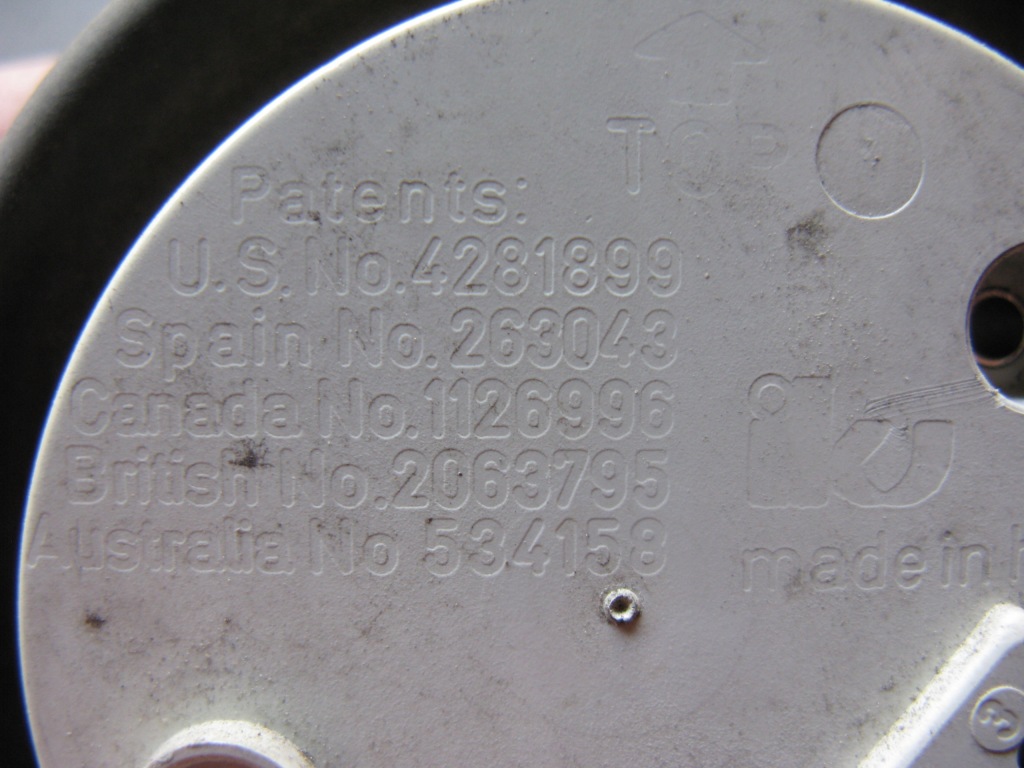 TOP
Patents:
U.S. No.4281899
Spain No.263043
Canada No.1126996
British No.2063795
Australia No 534158
made in